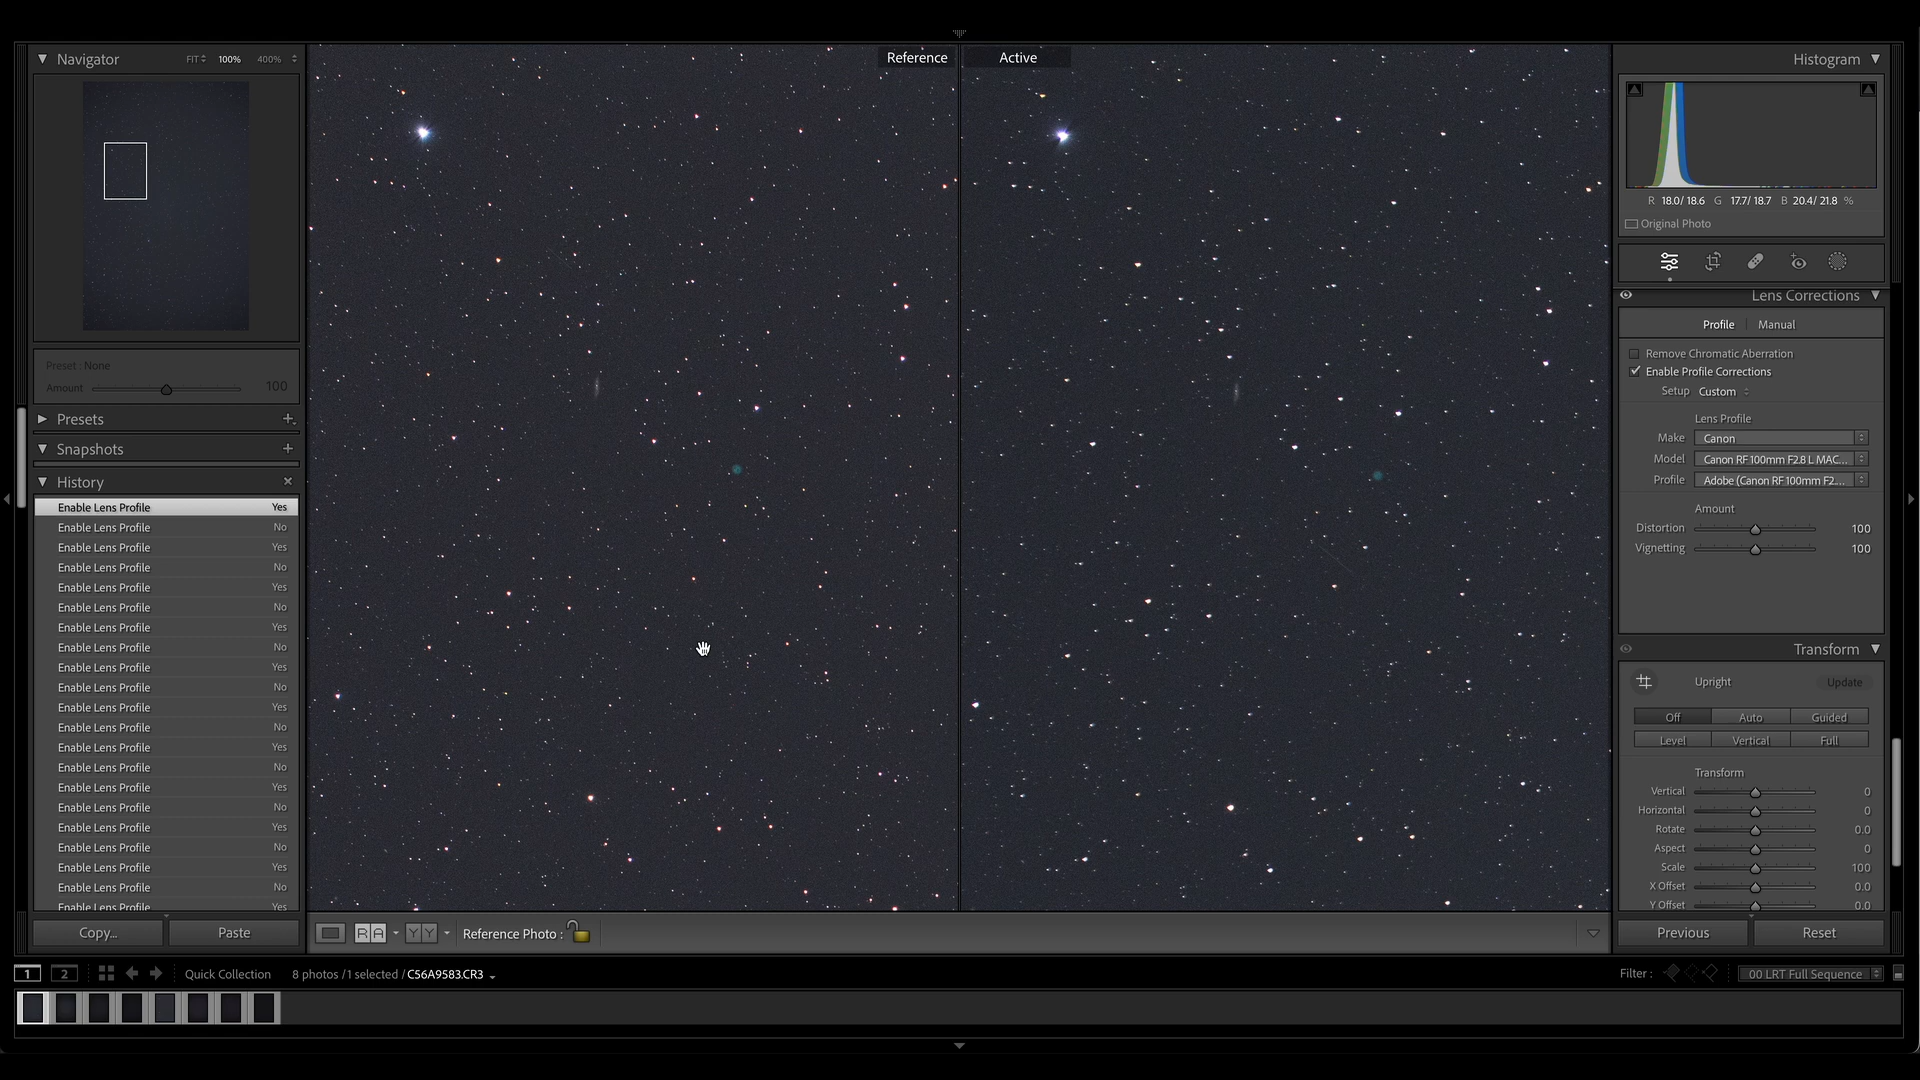 Navigator
FIT 100% 400%
Preset : None
Amount 100
Presets
Snapshots
History
Enable Lens Profile Yes
Enable Lens Profile No
Enable Lens Profile Yes
Enable Lens Profile No
Enable Lens Profile Yes
Enable Lens Profile No
Enable Lens Profile Yes
Enable Lens Profile No
Enable Lens Profile Yes
Enable Lens Profile No
Enable Lens Profile Yes
Enable Lens Profile No
Enable Lens Profile Yes
Enable Lens Profile No
Enable Lens Profile Yes
Enable Lens Profile No
Enable Lens Profile Yes
Enable Lens Profile No
Enable Lens Profile Yes
Enable Lens Profile No
Enable Lens Profile Yes
Copy... Paste
Reference
Active
R A Y Y Reference Photo :
Histogram
R 18.0/ 18.6 G 17.7/ 18.7 B 20.4/ 21.8 %
Original Photo
Lens Corrections
Profile Manual
Remove Chromatic Aberration
Enable Profile Corrections
Setup Custom
Lens Profile
Make Canon
Model Canon RF 100mm F2.8 L MAC...
Profile Adobe (Canon RF 100mm F2....
Amount
Distortion 100
Vignetting 100
Transform
Upright Update
Off Auto Guided
Level Vertical Full
Transform
Vertical 0
Horizontal 0
Rotate 0.0
Aspect 0
Scale 100
X Offset 0.0
Y Offset 0.0
Previous Reset
1 2 Quick Collection 8 photos / 1 selected / C56A9583.CR3 Filter : 00 LRT Full Sequence